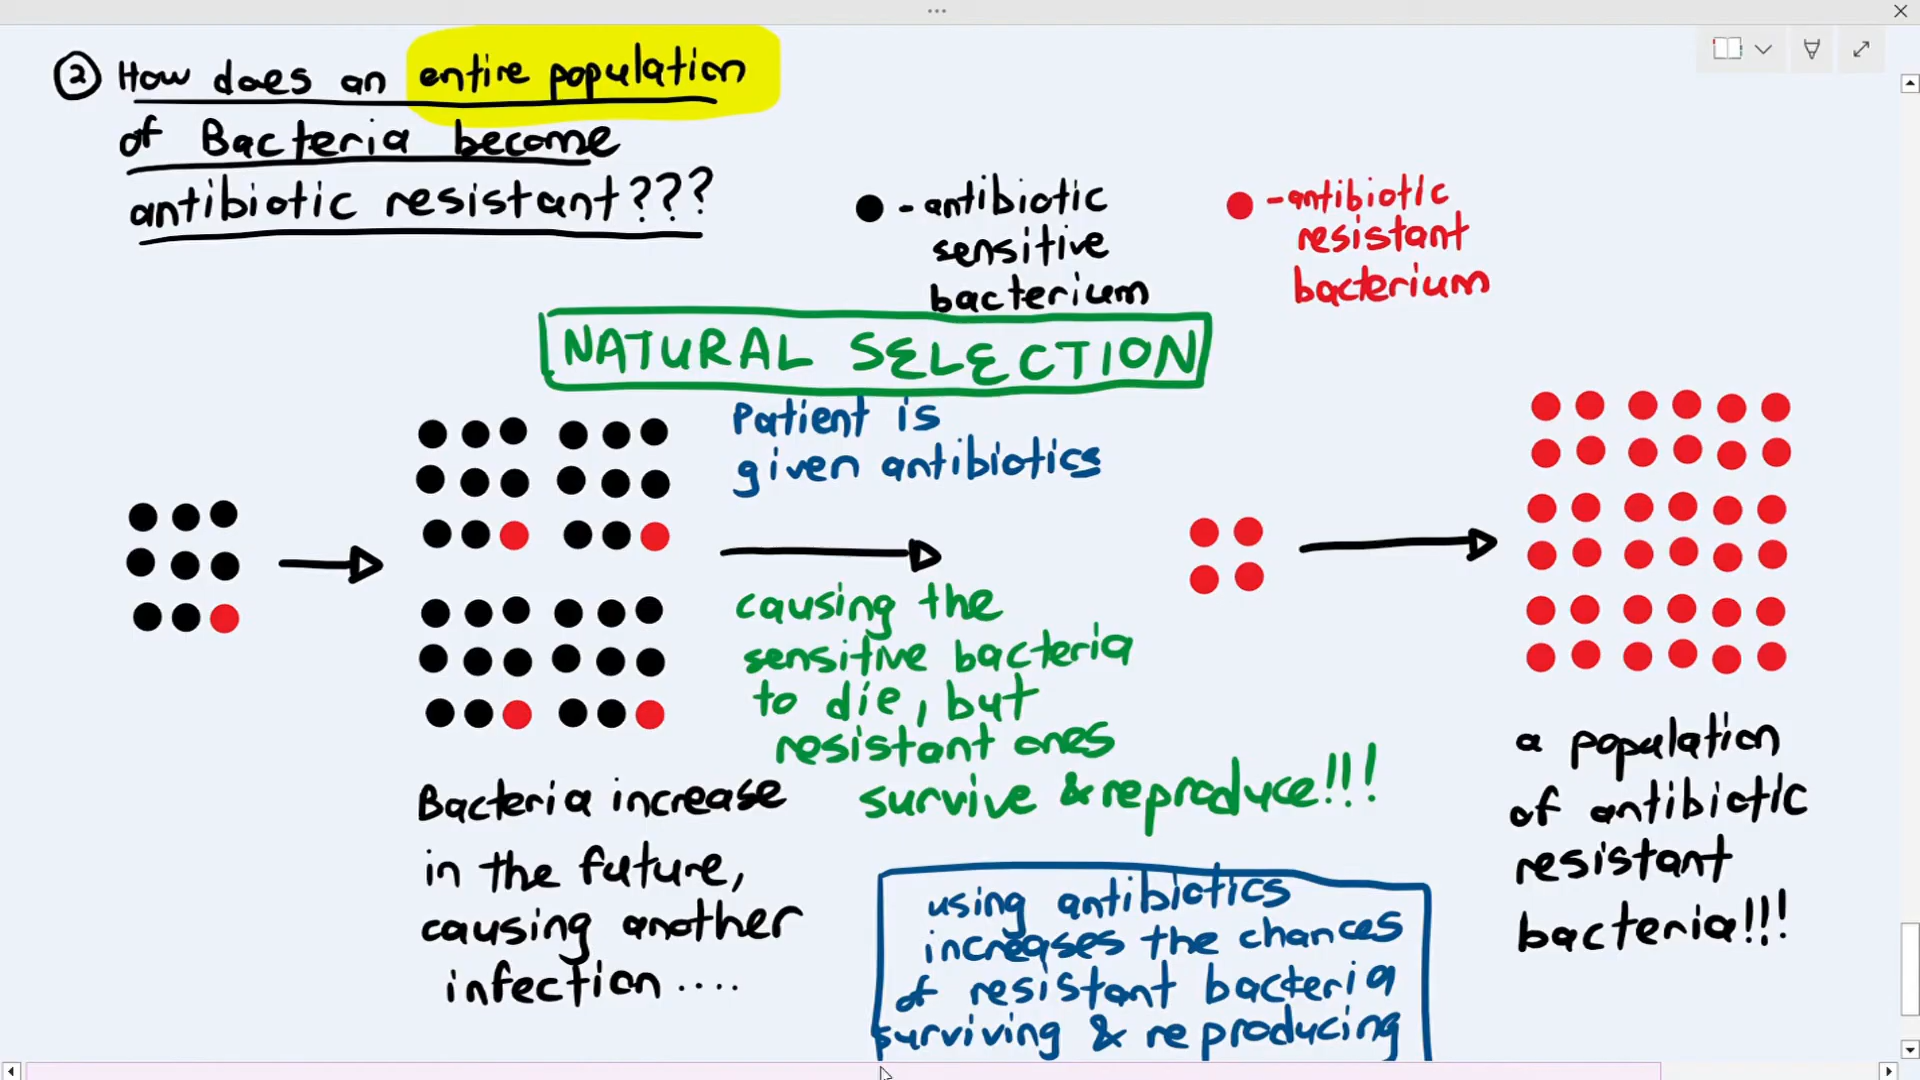 ② How does an entire population
of Bacteria become
antibiotic resistant???
- antibiotic
sensitive
bacterium
- antibiotic
resistant
bacterium
NATURAL SELECTION
Patient is
given antibiotics
causing the
sensitive bacteria
to die, but
resistant ones
survive & reproduce!!!
Bacteria increase
in the future,
causing another
infection....
using antibiotics
increases the chances
of resistant bacteria
surviving & reproducing
a population
of antibiotic
resistant
bacteria!!!